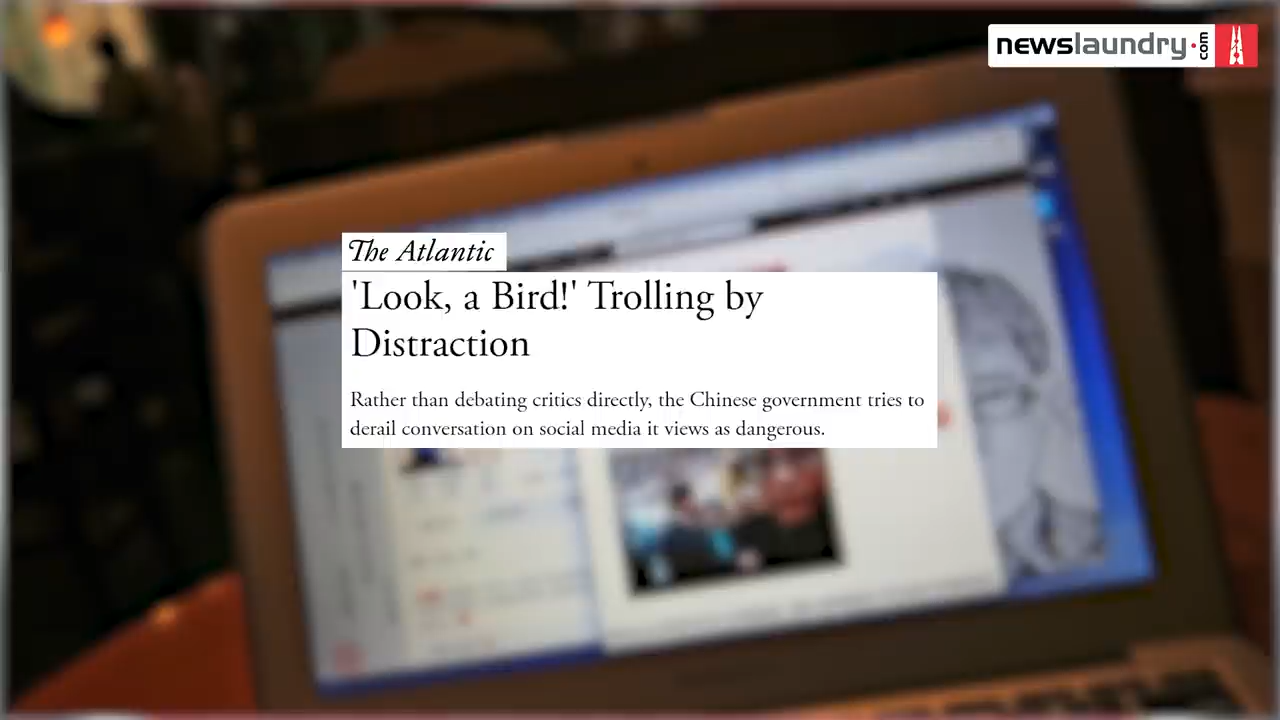 newslaundry.com
The Atlantic
'Look, a Bird!' Trolling by
Distraction
Rather than debating critics directly, the Chinese government tries to
derail conversation on social media it views as dangerous.